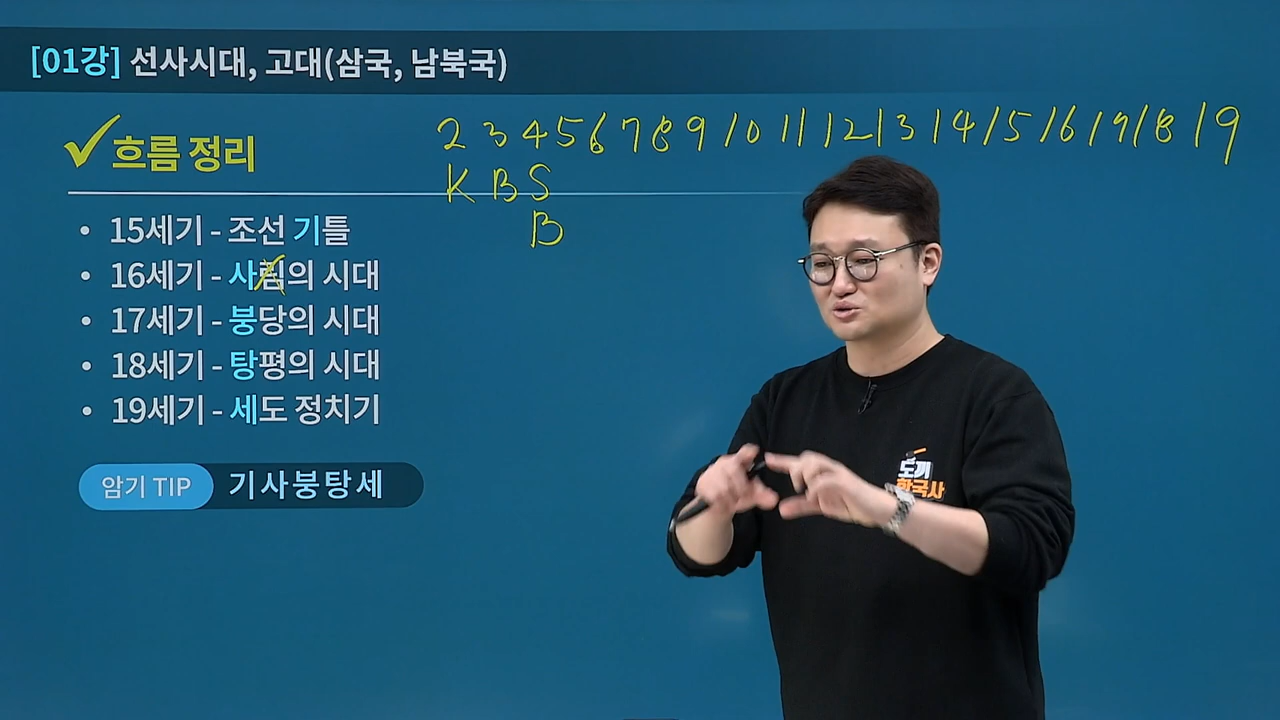 [01강] 선사시대, 고대(삼국, 남북국)
흐름 정리
2 3 4 5 6 7 8 9 10 11 12 13 14 15 16 17 18 19
K B S
B
• 15세기 - 조선 기틀
• 16세기 - 사림의 시대
• 17세기 - 붕당의 시대
• 18세기 - 탕평의 시대
• 19세기 - 세도 정치기
암기 TIP 기사붕탕세
도끼
한국사